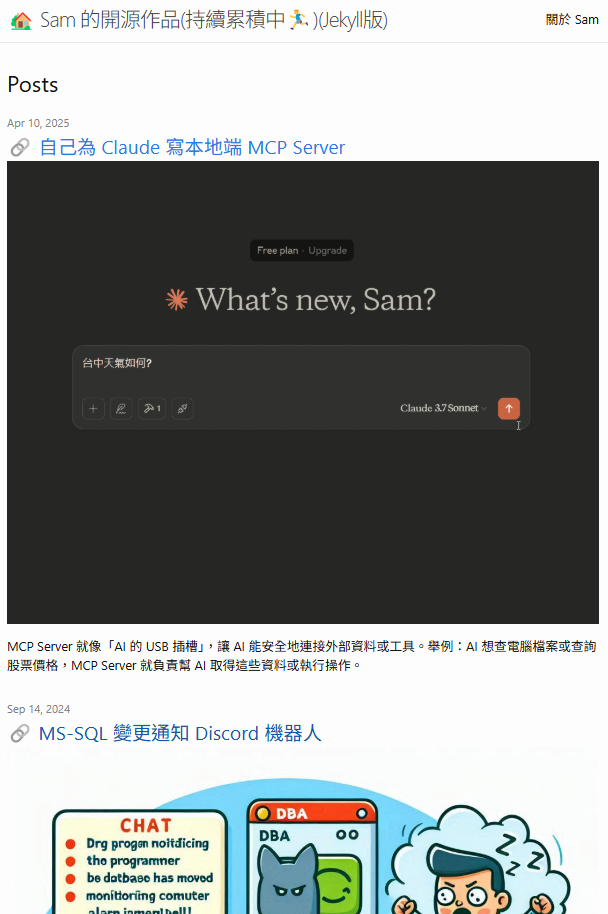 Sam 的開源作品(持續累積中🏃)(Jekyll版)
關於 Sam
Posts
Apr 10, 2025
自己為 Claude 寫本地端 MCP Server
Free plan · Upgrade
What's new, Sam?
台中天氣如何?
1
Claude 3.7 Sonnet
MCP Server 就像「AI 的 USB 插槽」，讓 AI 能安全地連接外部資料或工具。舉例：AI 想查電腦檔案或查詢
股票價格，MCP Server 就負責幫 AI 取得這些資料或執行操作。
Sep 14, 2024
MS-SQL 變更通知 Discord 機器人
CHAT
Drg progsn noitdicing
the programmer
be datbaeo has moved
monitloriing comuter
DBA
DBA
z z z